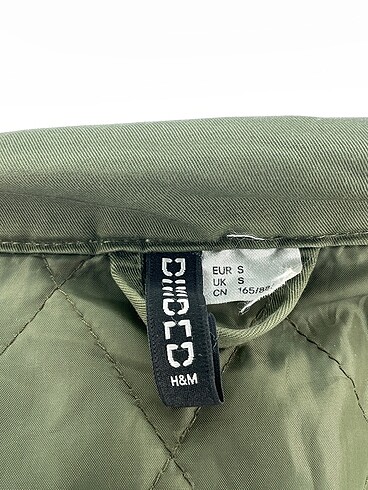 DIVIDED
H&M
EUR S
UK S
CN 165/88